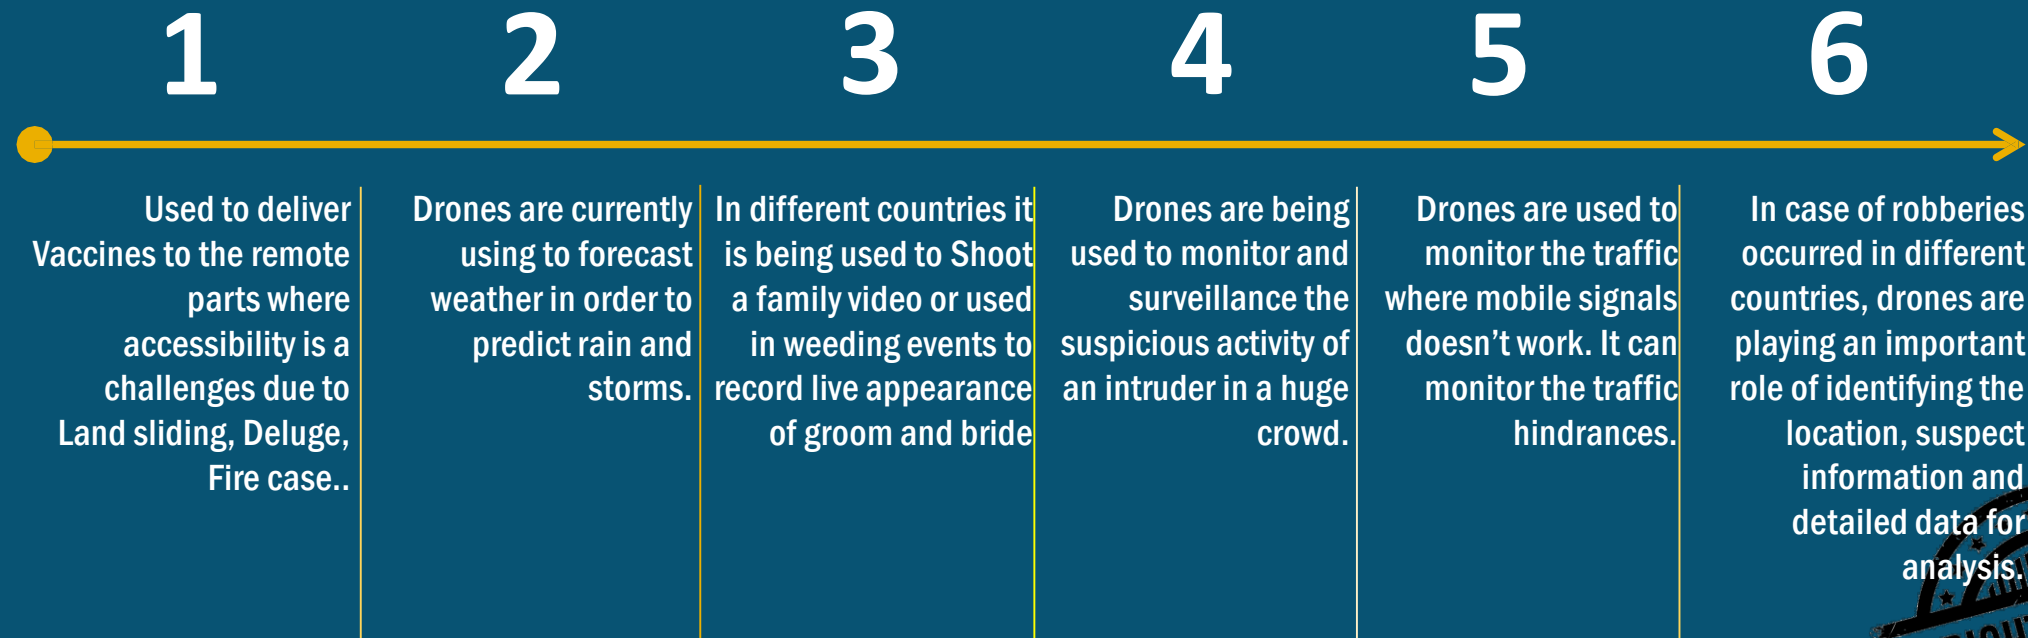 1
2
3
4
5
6
Used to deliver
Vaccines to the remote
parts where
accessibility is a
challenges due to
Land sliding, Deluge,
Fire case..
Drones are currently
using to forecast
weather in order to
predict rain and
storms.
In different countries it
is being used to Shoot
a family video or used
in weeding events to
record live appearance
of groom and bride
Drones are being
used to monitor and
surveillance the
suspicious activity of
an intruder in a huge
crowd.
Drones are used to
monitor the traffic
where mobile signals
doesn't work. It can
monitor the traffic
hindrances.
In case of robberies
occurred in different
countries, drones are
playing an important
role of identifying the
location, suspect
information and
detailed data for
analysis.